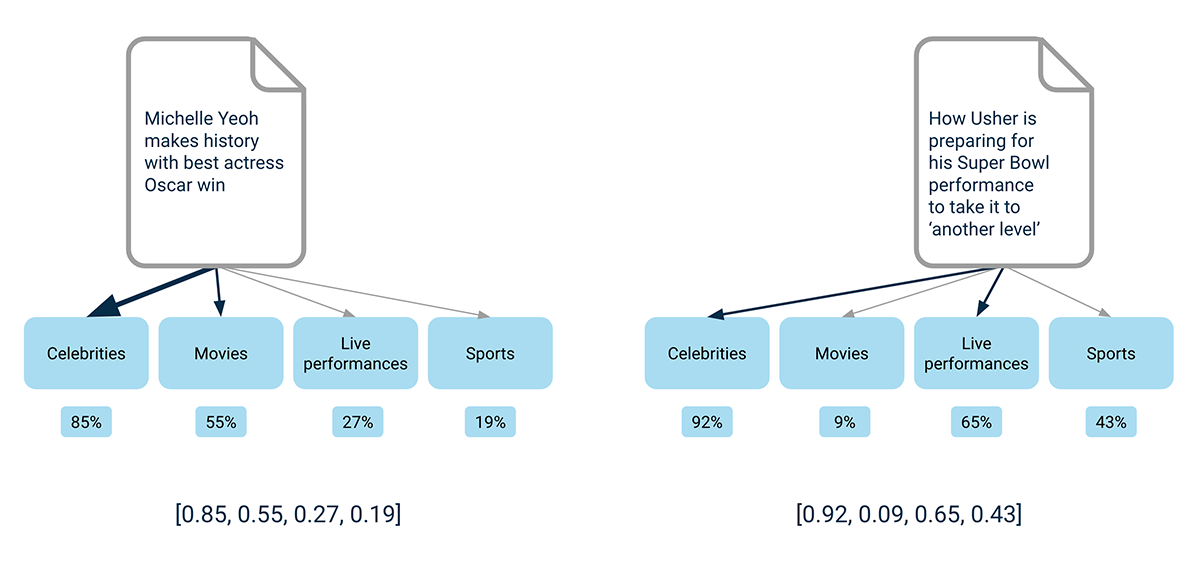 Michelle Yeoh
makes history
with best actress
Oscar win
Celebrities
Movies
Live
performances
Sports
85%
55%
27%
19%
[0.85, 0.55, 0.27, 0.19]
How Usher is
preparing for
his Super Bowl
performance
to take it to
‘another level’
Celebrities
Movies
Live
performances
Sports
92%
9%
65%
43%
[0.92, 0.09, 0.65, 0.43]